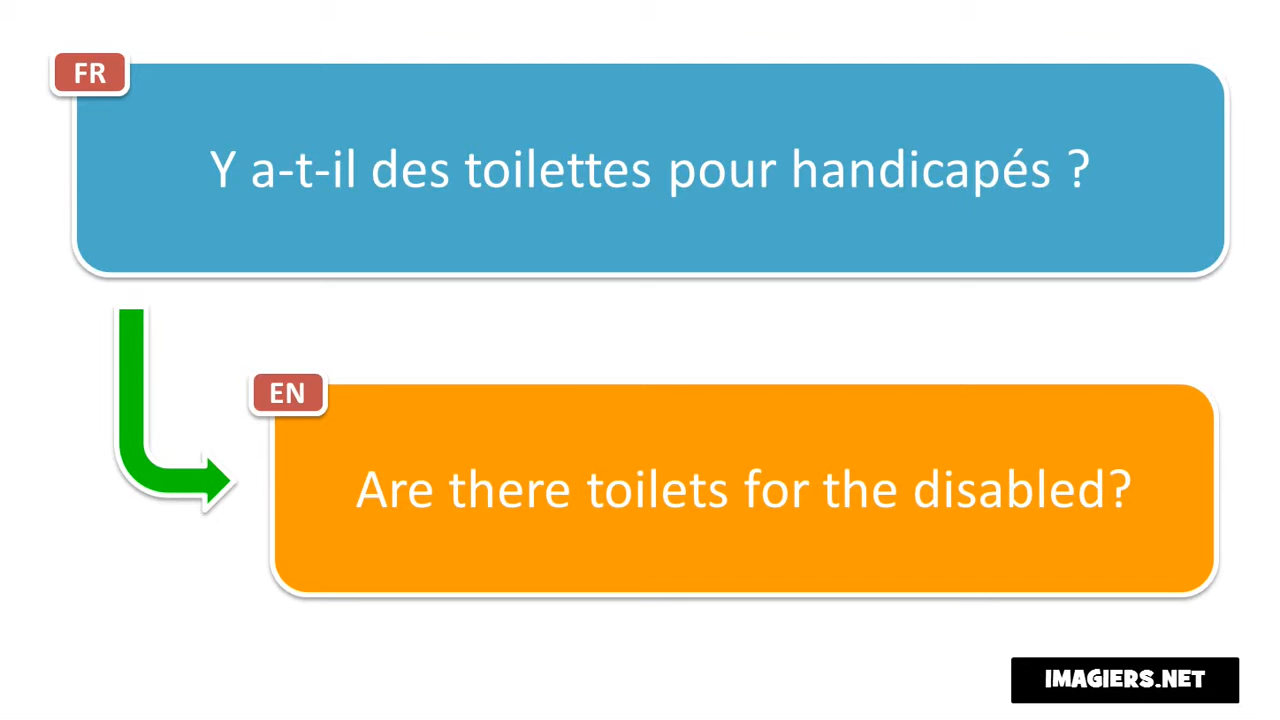 FR
Y a-t-il des toilettes pour handicapés ?
EN
Are there toilets for the disabled?
IMAGIERS.NET